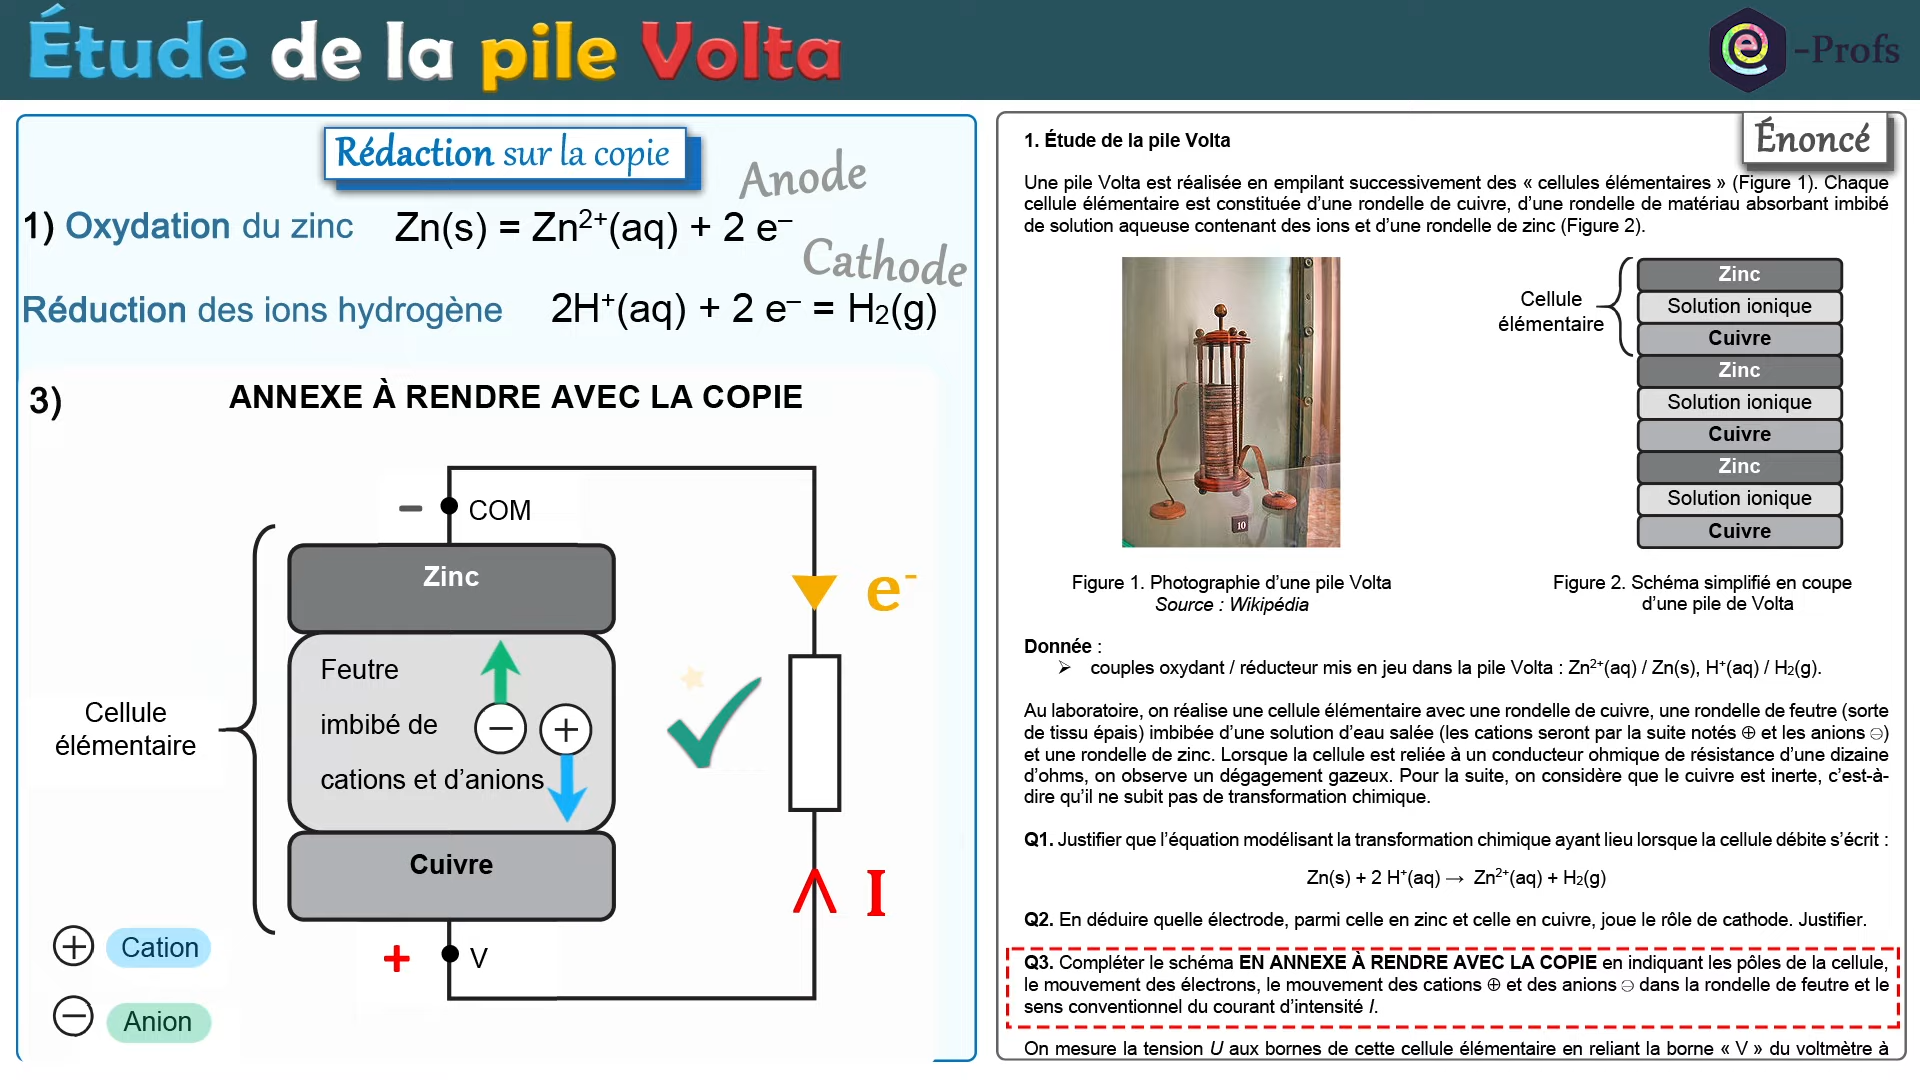 Étude de la pile Volta
e -Profs
Rédaction sur la copie
Anode
1) Oxydation du zinc Zn(s) = Zn²⁺(aq) + 2 e⁻
Cathode
Réduction des ions hydrogène 2H⁺(aq) + 2 e⁻ = H₂(g)
3) ANNEXE À RENDRE AVEC LA COPIE
− COM
Zinc
e⁻
Feutre
imbibé de − +
cations et d’anions
Cellule
élémentaire
Cuivre
I
+ V
+ Cation
− Anion
Énoncé
1. Étude de la pile Volta
Une pile Volta est réalisée en empilant successivement des « cellules élémentaires » (Figure 1). Chaque
cellule élémentaire est constituée d’une rondelle de cuivre, d’une rondelle de matériau absorbant imbibé
de solution aqueuse contenant des ions et d’une rondelle de zinc (Figure 2).
10
Cellule
élémentaire
Zinc
Solution ionique
Cuivre
Zinc
Solution ionique
Cuivre
Zinc
Solution ionique
Cuivre
Figure 1. Photographie d’une pile Volta
Source : Wikipédia
Figure 2. Schéma simplifié en coupe
d’une pile de Volta
Donnée :
➢ couples oxydant / réducteur mis en jeu dans la pile Volta : Zn²⁺(aq) / Zn(s), H⁺(aq) / H₂(g).
Au laboratoire, on réalise une cellule élémentaire avec une rondelle de cuivre, une rondelle de feutre (sorte
de tissu épais) imbibée d’une solution d’eau salée (les cations seront par la suite notés ⊕ et les anions ⊖)
et une rondelle de zinc. Lorsque la cellule est reliée à un conducteur ohmique de résistance d’une dizaine
d’ohms, on observe un dégagement gazeux. Pour la suite, on considère que le cuivre est inerte, c’est-à-
dire qu’il ne subit pas de transformation chimique.
Q1. Justifier que l’équation modélisant la transformation chimique ayant lieu lorsque la cellule débite s’écrit :
Zn(s) + 2 H⁺(aq) → Zn²⁺(aq) + H₂(g)
Q2. En déduire quelle électrode, parmi celle en zinc et celle en cuivre, joue le rôle de cathode. Justifier.
Q3. Compléter le schéma EN ANNEXE À RENDRE AVEC LA COPIE en indiquant les pôles de la cellule,
le mouvement des électrons, le mouvement des cations ⊕ et des anions ⊖ dans la rondelle de feutre et le
sens conventionnel du courant d’intensité I.
On mesure la tension U aux bornes de cette cellule élémentaire en reliant la borne « V » du voltmètre à